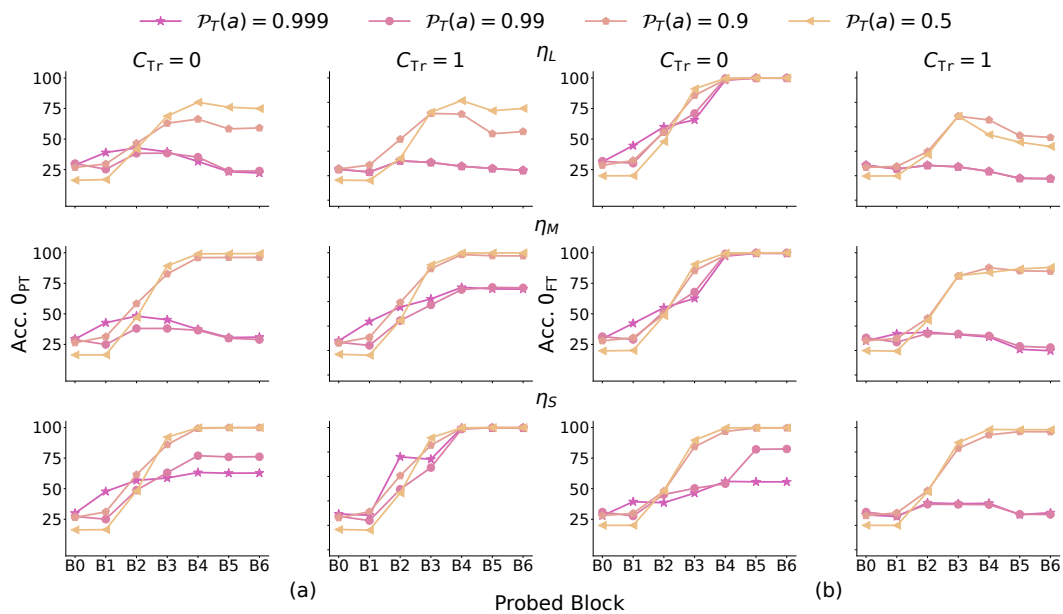 𝒫_T(a) = 0.999 𝒫_T(a) = 0.99 𝒫_T(a) = 0.9 𝒫_T(a) = 0.5
η_L
C_Tr = 0 C_Tr = 1 C_Tr = 0 C_Tr = 1
100
75
50
25
100
75
50
25
η_M
Acc. 0_PT
100
75
50
25
Acc. 0_FT
100
75
50
25
η_S
100
75
50
25
100
75
50
25
B0 B1 B2 B3 B4 B5 B6 B0 B1 B2 B3 B4 B5 B6 B0 B1 B2 B3 B4 B5 B6 B0 B1 B2 B3 B4 B5 B6
(a) (b)
Probed Block